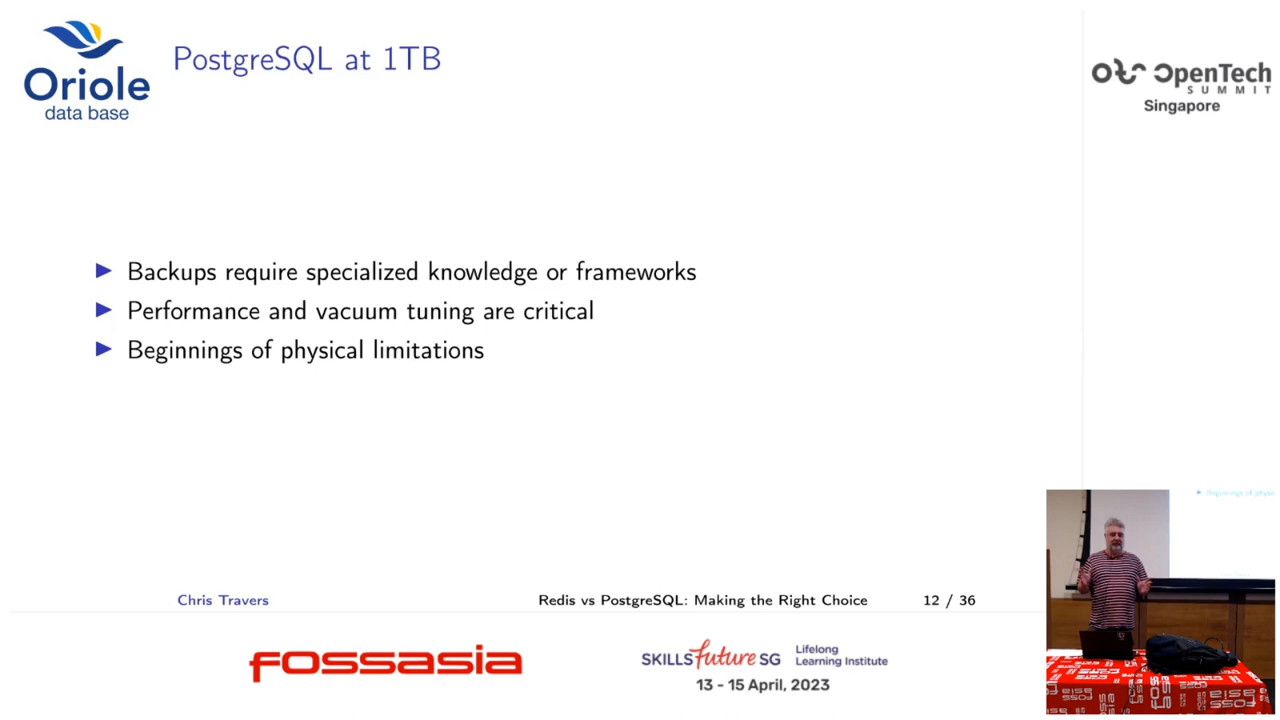 Oriole
data base
PostgreSQL at 1TB
OpenTech
SUMMIT
Singapore
Backups require specialized knowledge or frameworks
Performance and vacuum tuning are critical
Beginnings of physical limitations
Chris Travers
Redis vs PostgreSQL: Making the Right Choice
12 / 36
FOSSASIA
SKILLSfuture SG
Lifelong
Learning Institute
13 - 15 April, 2023